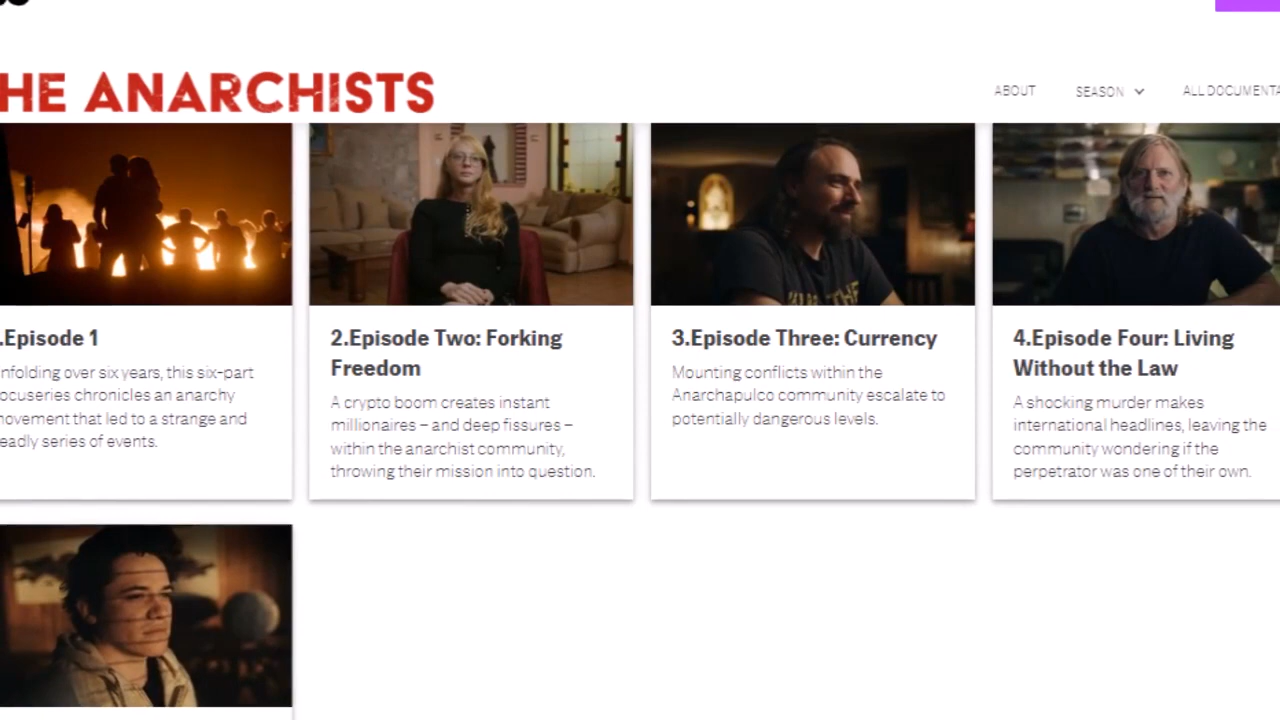 HE ANARCHISTS
ABOUT
SEASON
ALL DOCUMENTA
.Episode 1
nfolding over six years, this six-part
ocuseries chronicles an anarchy
movement that led to a strange and
eadly series of events.
2.Episode Two: Forking
Freedom
A crypto boom creates instant
millionaires – and deep fissures –
within the anarchist community,
throwing their mission into question.
3.Episode Three: Currency
Mounting conflicts within the
Anarchapulco community escalate to
potentially dangerous levels.
4.Episode Four: Living
Without the Law
A shocking murder makes
international headlines, leaving the
community wondering if the
perpetrator was one of their own.